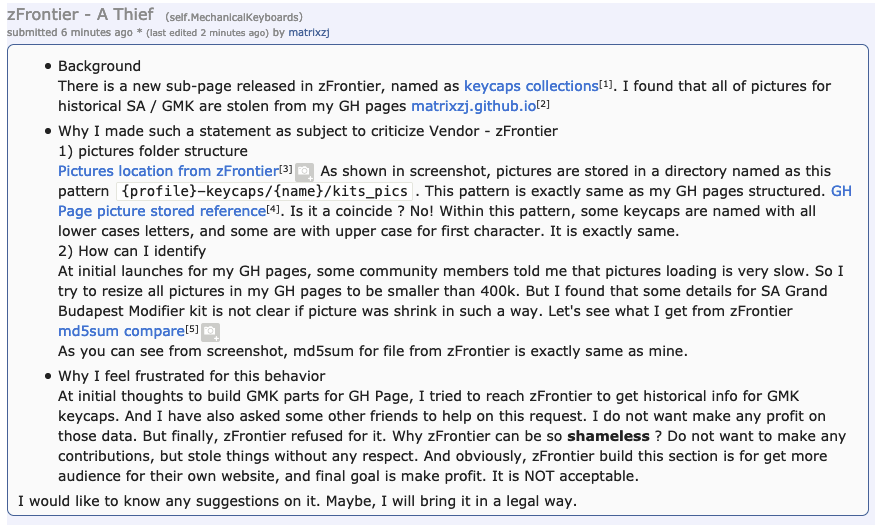 zFrontier - A Thief (self.MechanicalKeyboards)
submitted 6 minutes ago * (last edited 2 minutes ago) by matrixzj
• Background
There is a new sub-page released in zFrontier, named as keycaps collections[1]. I found that all of pictures for
historical SA / GMK are stolen from my GH pages matrixzj.github.io[2]
• Why I made such a statement as subject to criticize Vendor - zFrontier
1) pictures folder structure
Pictures location from zFrontier[3] As shown in screenshot, pictures are stored in a directory named as this
pattern {profile}-keycaps/{name}/kits_pics . This pattern is exactly same as my GH pages structured. GH
Page picture stored reference[4]. Is it a coincide ? No! Within this pattern, some keycaps are named with all
lower cases letters, and some are with upper case for first character. It is exactly same.
2) How can I identify
At initial launches for my GH pages, some community members told me that pictures loading is very slow. So I
try to resize all pictures in my GH pages to be smaller than 400k. But I found that some details for SA Grand
Budapest Modifier kit is not clear if picture was shrink in such a way. Let's see what I get from zFrontier
md5sum compare[5]
As you can see from screenshot, md5sum for file from zFrontier is exactly same as mine.
• Why I feel frustrated for this behavior
At initial thoughts to build GMK parts for GH Page, I tried to reach zFrontier to get historical info for GMK
keycaps. And I have also asked some other friends to help on this request. I do not want make any profit on
those data. But finally, zFrontier refused for it. Why zFrontier can be so shameless ? Do not want to make any
contributions, but stole things without any respect. And obviously, zFrontier build this section is for get more
audience for their own website, and final goal is make profit. It is NOT acceptable.
I would like to know any suggestions on it. Maybe, I will bring it in a legal way.